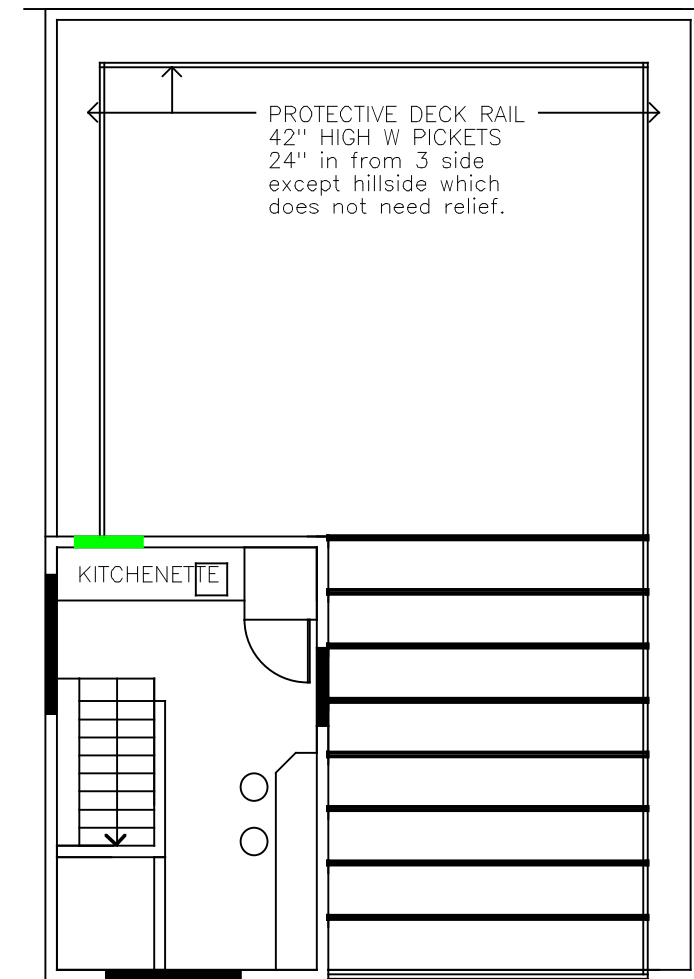 PROTECTIVE DECK RAIL
42" HIGH W PICKETS
24" in from 3 side
except hillside which
does not need relief.
KITCHENETTE